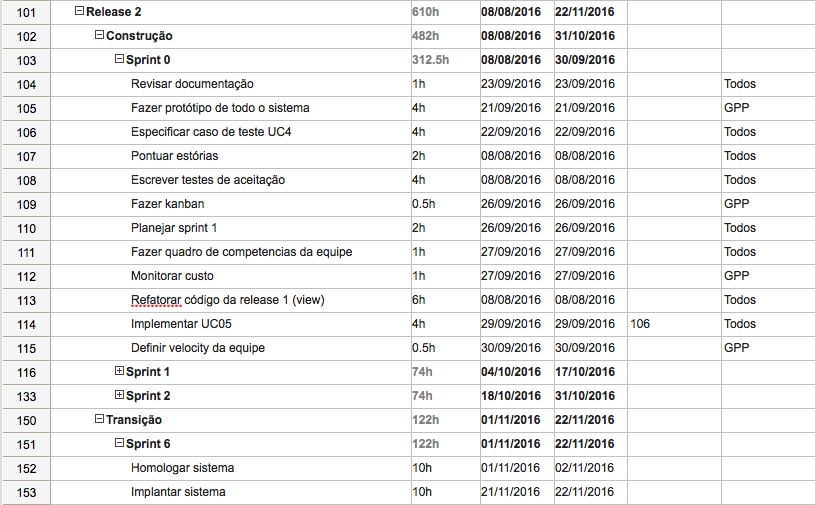 101 Release 2 610h 08/08/2016 22/11/2016
102 Construção 482h 08/08/2016 31/10/2016
103 Sprint 0 312.5h 08/08/2016 30/09/2016
104 Revisar documentação 1h 23/09/2016 23/09/2016 Todos
105 Fazer protótipo de todo o sistema 4h 21/09/2016 21/09/2016 GPP
106 Especificar caso de teste UC4 4h 22/09/2016 22/09/2016 Todos
107 Pontuar estórias 2h 08/08/2016 08/08/2016 Todos
108 Escrever testes de aceitação 4h 08/08/2016 08/08/2016 Todos
109 Fazer kanban 0.5h 26/09/2016 26/09/2016 GPP
110 Planejar sprint 1 2h 26/09/2016 26/09/2016 Todos
111 Fazer quadro de competencias da equipe 1h 27/09/2016 27/09/2016 Todos
112 Monitorar custo 1h 27/09/2016 27/09/2016 GPP
113 Refatorar código da release 1 (view) 6h 08/08/2016 08/08/2016 Todos
114 Implementar UC05 4h 29/09/2016 29/09/2016 106 Todos
115 Definir velocity da equipe 0.5h 30/09/2016 30/09/2016 GPP
116 Sprint 1 74h 04/10/2016 17/10/2016
133 Sprint 2 74h 18/10/2016 31/10/2016
150 Transição 122h 01/11/2016 22/11/2016
151 Sprint 6 122h 01/11/2016 22/11/2016
152 Homologar sistema 10h 01/11/2016 02/11/2016
153 Implantar sistema 10h 21/11/2016 22/11/2016